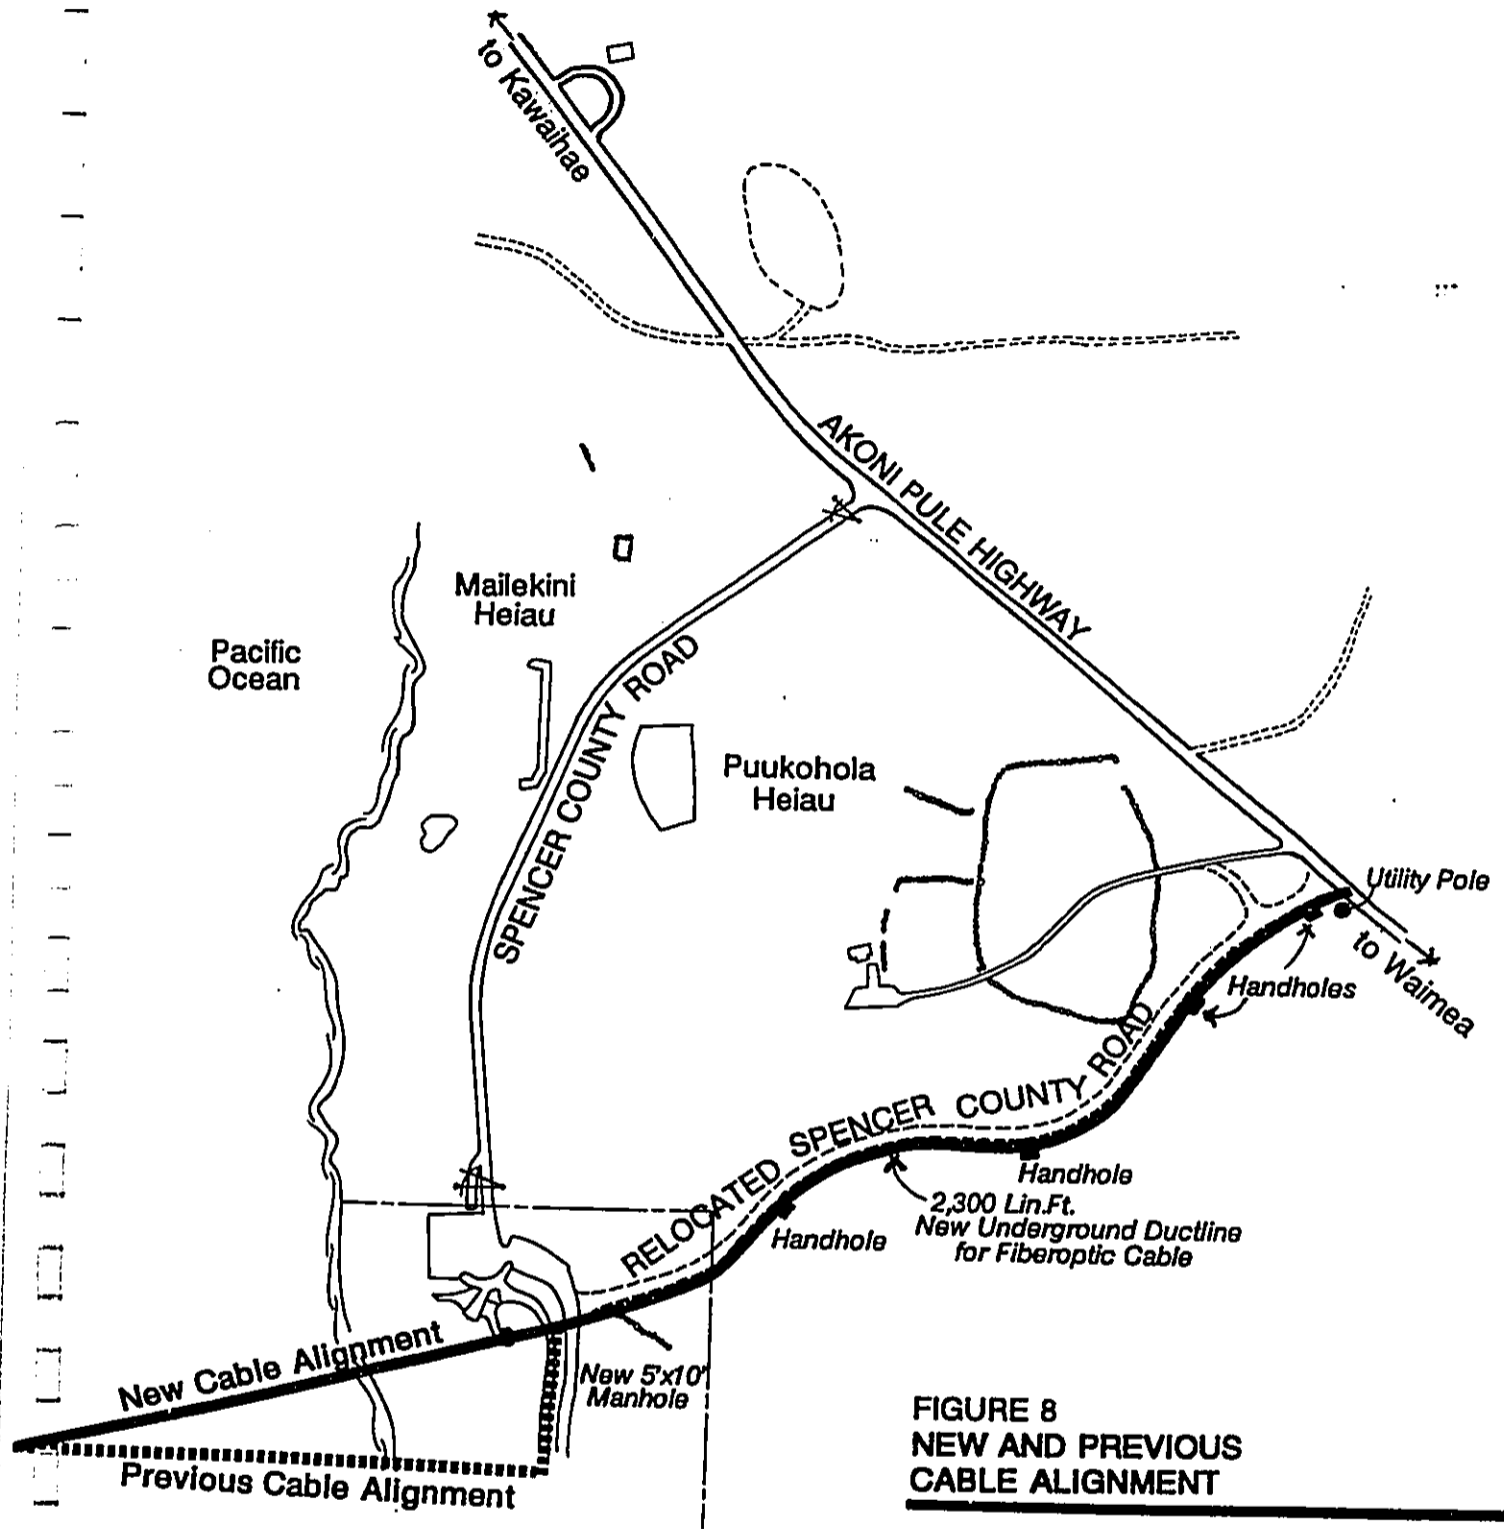 to Kawaihae
AKONI PULE HIGHWAY
Mailekini
Heiau
Pacific
Ocean
SPENCER COUNTY ROAD
Puukohola
Heiau
Utility Pole
to Waimea
Handholes
RELOCATED SPENCER COUNTY ROAD
Handhole
2,300 Lin.Ft.
New Underground Ductline
for Fiberoptic Cable
Handhole
New Cable Alignment
New 5'x10'
Manhole
Previous Cable Alignment
FIGURE 8
NEW AND PREVIOUS
CABLE ALIGNMENT